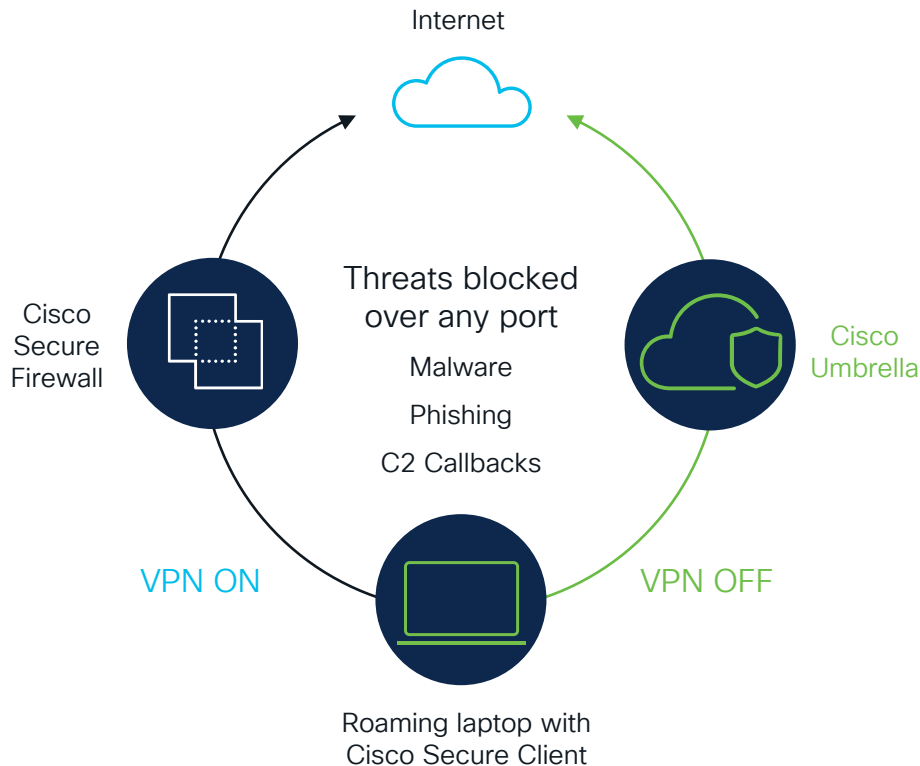 Internet
Threats blocked
over any port
Malware
Phishing
C2 Callbacks
Cisco
Secure
Firewall
Cisco
Umbrella
VPN ON
VPN OFF
Roaming laptop with
Cisco Secure Client